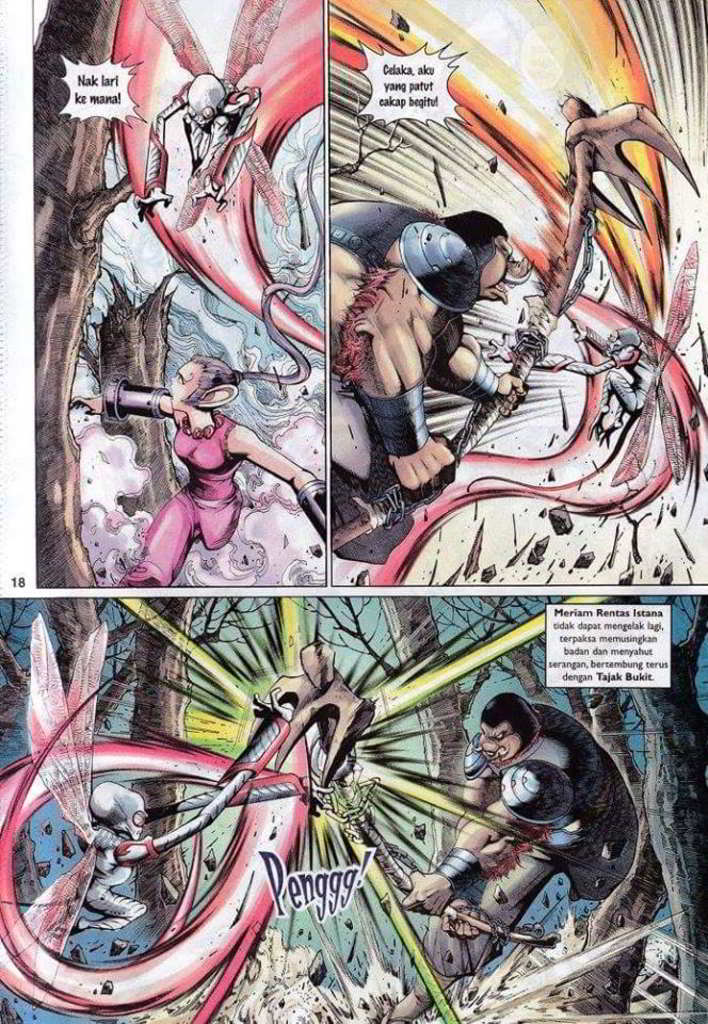 Nak lari
ke mana!
Celaka, aku
yang patut
cakap begitu!
18
Meriam Rentas Istana
tidak dapat mengelak lagi,
terpaksa memusingkan
badan dan menyahut
serangan, bertembung terus
dengan Tajak Bukit.
Penggg!